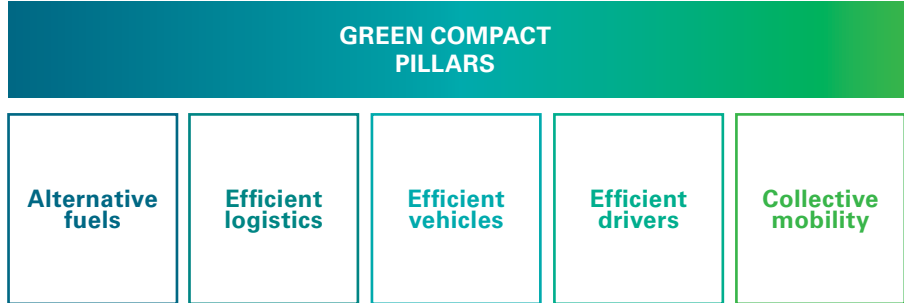 GREEN COMPACT
PILLARS
Alternative
fuels
Efficient
logistics
Efficient
vehicles
Efficient
drivers
Collective
mobility